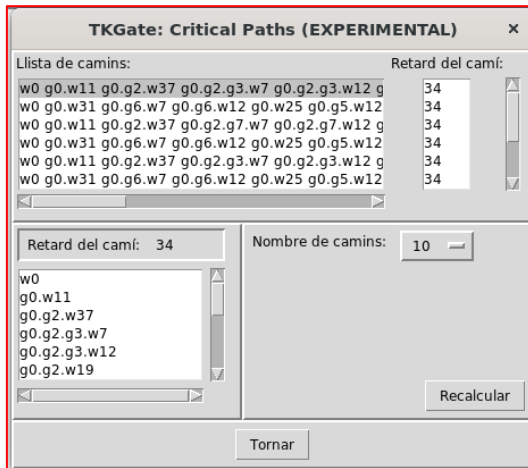 TKGate: Critical Paths (EXPERIMENTAL) ×
Llista de camins: Retard del camí:
w0 g0.w11 g0.g2.w37 g0.g2.g3.w7 g0.g2.g3.w12 g 34
w0 g0.w31 g0.g6.w7 g0.g6.w12 g0.w25 g0.g5.w12 34
w0 g0.w11 g0.g2.w37 g0.g2.g7.w7 g0.g2.g7.w12 g 34
w0 g0.w31 g0.g6.w7 g0.g6.w12 g0.w25 g0.g5.w12 34
w0 g0.w11 g0.g2.w37 g0.g2.g3.w7 g0.g2.g3.w12 g 34
w0 g0.w31 g0.g6.w7 g0.g6.w12 g0.w25 g0.g5.w12 34
Retard del camí: 34
w0
g0.w11
g0.g2.w37
g0.g2.g3.w7
g0.g2.g3.w12
g0.g2.w19
Nombre de camins: 10
Recalcular
Tornar